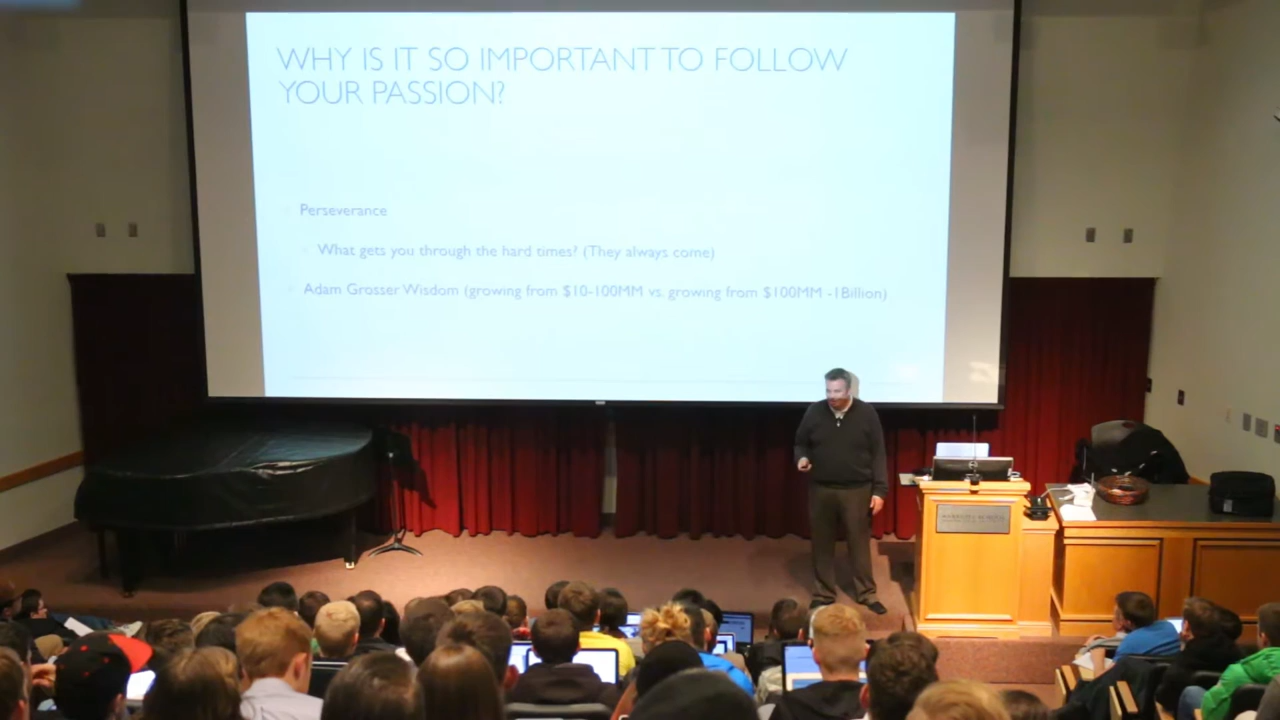 WHY IS IT SO IMPORTANT TO FOLLOW
YOUR PASSION?
Perseverance
What gets you through the hard times? (They always come)
Adam Grosser Wisdom (growing from $10-100MM vs. growing from $100MM -1Billion)